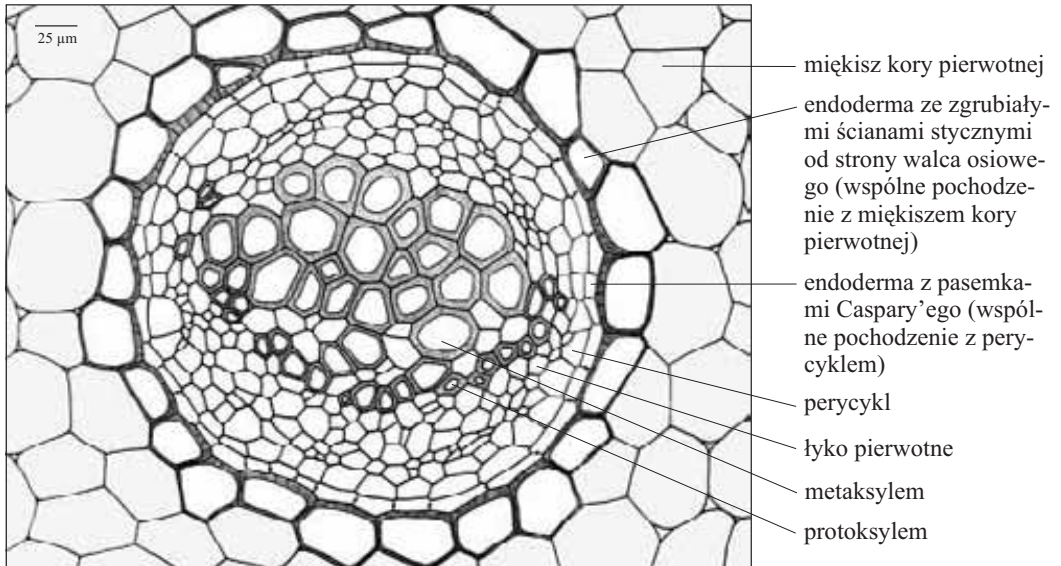 25 µm
miękisz kory pierwotnej
endoderma ze zgrubiały-
mi ścianami stycznymi
od strony walca osiowe-
go (wspólne pochodze-
nie z miękiszem kory
pierwotnej)
endoderma z pasemka-
mi Caspary’ego (wspól-
ne pochodzenie z pery-
cyklem)
perycykl
łyko pierwotne
metaksylem
protoksylem